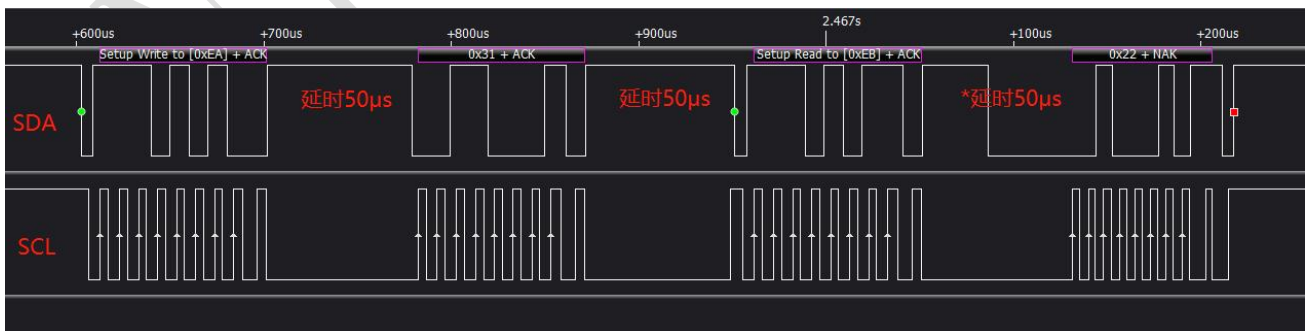 2.467s
+600us +700us +800us +900us +100us +200us
Setup Write to [0xEA] + ACK 0x31 + ACK Setup Read to [0xEB] + ACK 0x22 + NAK
延时50μs 延时50μs *延时50μs
SDA
SCL